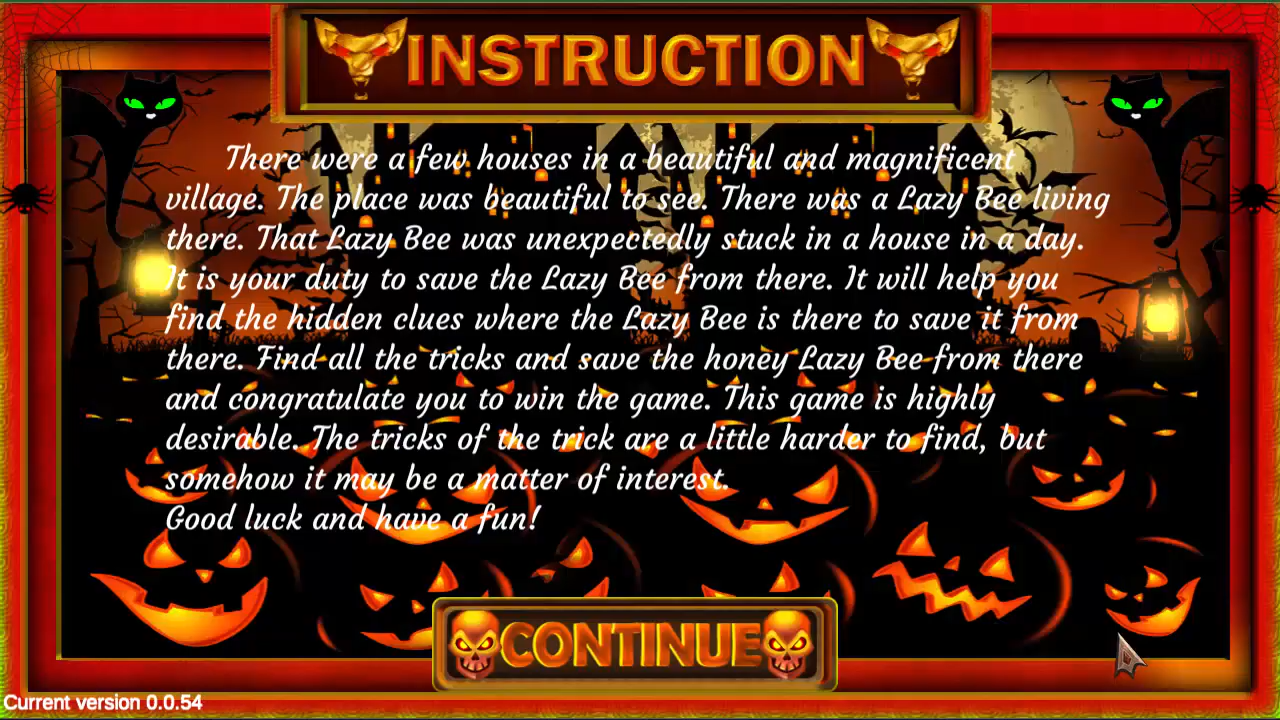 INSTRUCTION
There were a few houses in a beautiful and magnificent
village. The place was beautiful to see. There was a Lazy Bee living
there. That Lazy Bee was unexpectedly stuck in a house in a day.
It is your duty to save the Lazy Bee from there. It will help you
find the hidden clues where the Lazy Bee is there to save it from
there. Find all the tricks and save the honey Lazy Bee from there
and congratulate you to win the game. This game is highly
desirable. The tricks of the trick are a little harder to find, but
somehow it may be a matter of interest.
Good luck and have a fun!
CONTINUE
Current version 0.0.54